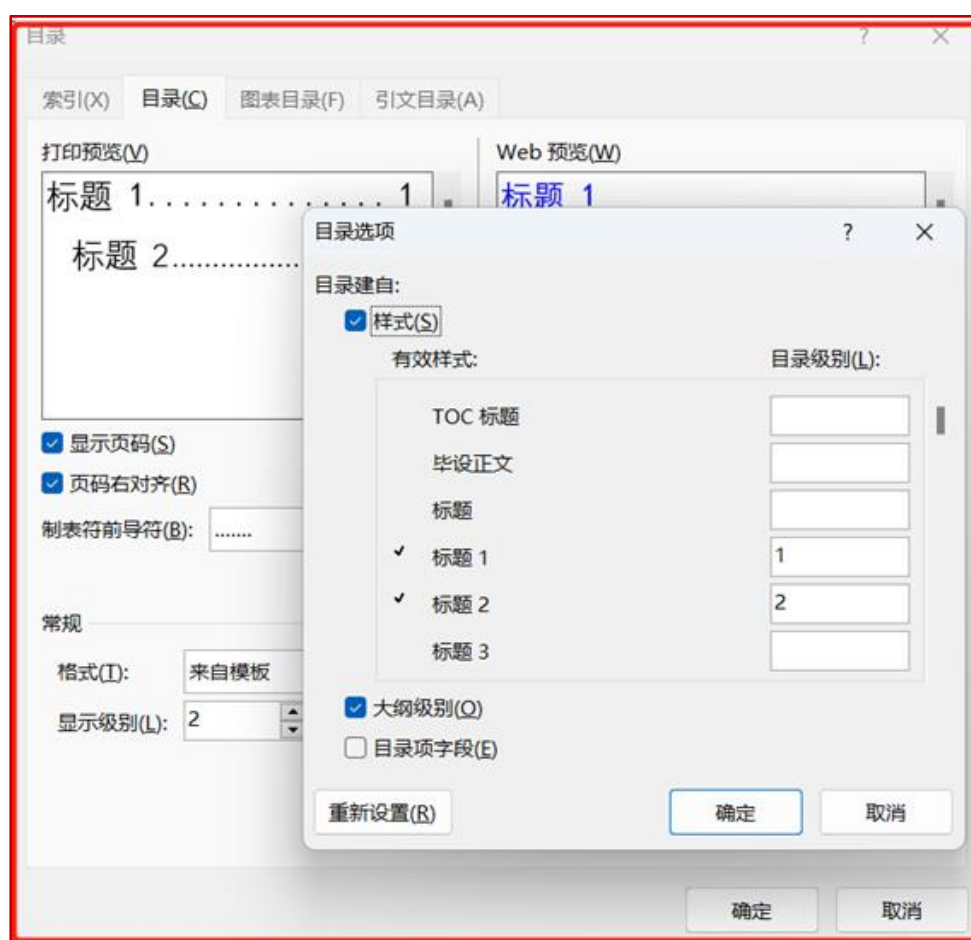 目录
索引(X) 目录(C) 图表目录(F) 引文目录(A)
打印预览(V)
标题 1..............1
标题 2................
Web 预览(W)
标题 1
目录选项
目录建自:
样式(S)
有效样式: 目录级别(L):
TOC 标题
毕设正文
标题
标题 1 1
标题 2 2
标题 3
大纲级别(O)
目录项字段(E)
重新设置(R) 确定 取消
显示页码(S)
页码右对齐(R)
制表符前导符(B): .......
常规
格式(T): 来自模板
显示级别(L): 2
确定 取消